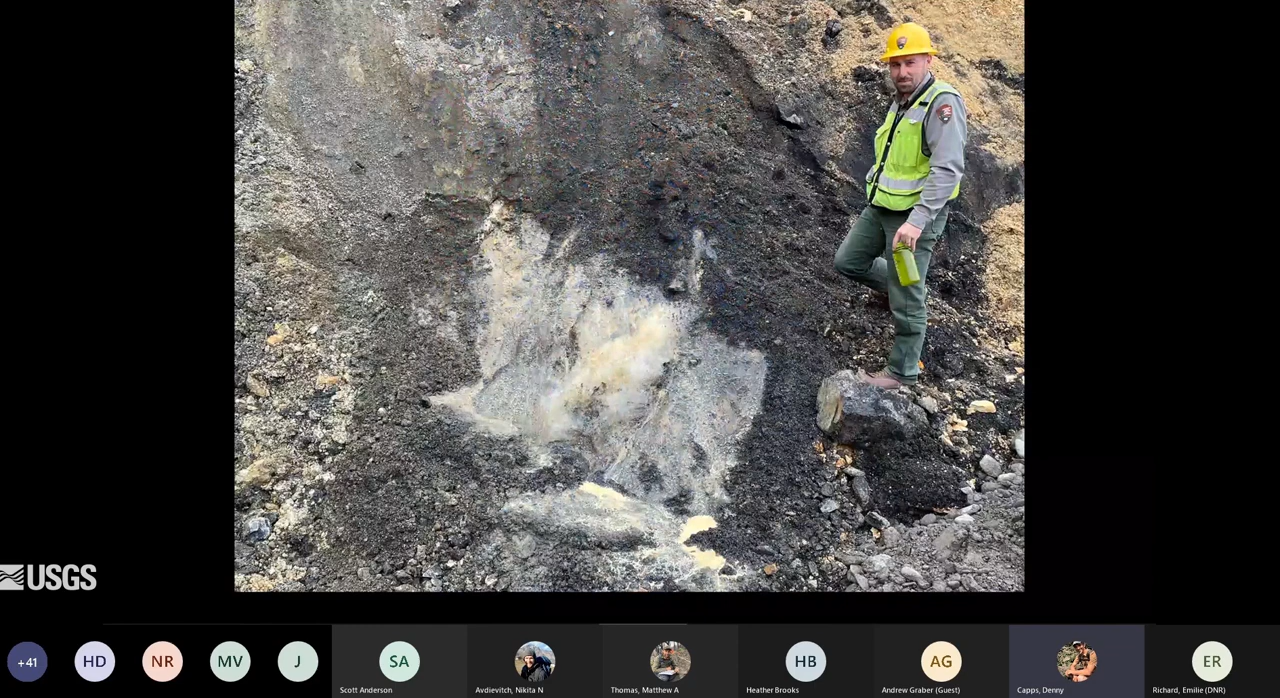 USGS
+41
HD
NR
MV
J
SA
Scott Anderson
Avdievitch, Nikita N
Thomas, Matthew A
HB
Heather Brooks
AG
Andrew Graber (Guest)
Capps, Denny
ER
Richard, Emilie (DNR)